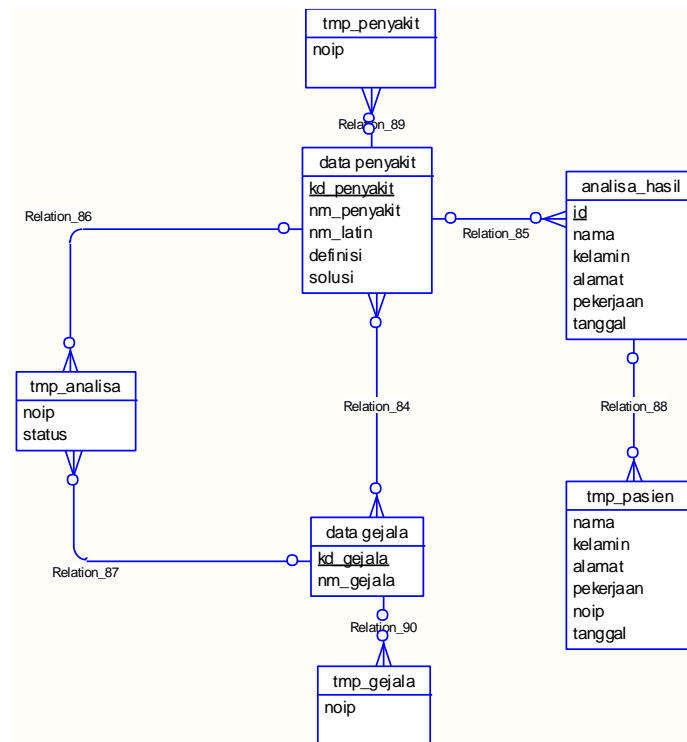 tmp_penyakit
noip
Relation_89
data penyakit
kd_penyakit
nm_penyakit
nm_latin
definisi
solusi
analisa_hasil
id
nama
kelamin
alamat
pekerjaan
tanggal
Relation_86
Relation_85
tmp_analisa
noip
status
Relation_84
Relation_88
tmp_pasien
nama
kelamin
alamat
pekerjaan
noip
tanggal
data gejala
kd_gejala
nm_gejala
Relation_87
Relation_90
tmp_gejala
noip